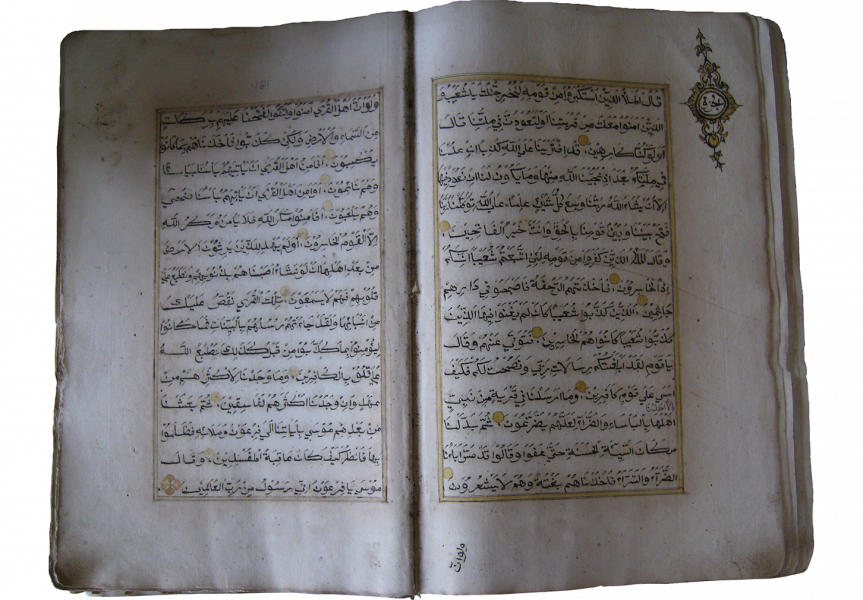 الجزء
قال الملأ الذين استكبروا من قومه لنخرجنك يشعيب و
الذين امنوا معك من قريتنا او لتعودن في ملتنا قال
اولو كنا كارهين قد افترينا على الله كذبا ان عدنا
في ملتكم بعد اذ نجينا الله منها وما يكون لنا ان نعود فيها
الا ان يشاء الله ربنا وسع كل شيء علما على الله توكلنا ربنا
افتح بيننا وبين قومنا بالحق وانت خير الفاتحين
وقال الملأ الذين كفروا من قومه لئن اتبعتم شعيبا انكم
اذا لخاسرون فاخذتهم الرجفة فاصبحوا في دارهم
جاثمين الذين كذبوا شعيبا كان لم يغنوا فيها الذين
كذبوا شعيبا كانوا هم الخاسرين فتولى عنهم وقال
يا قوم لقد ابلغتكم رسالات ربي ونصحت لكم فكيف
اسى على قوم كافرين وما ارسلنا في قرية من نبي
الا اخذنا
اهلها بالباساء والضراء لعلهم يضرعون ثم بدلنا
مكان السيئة الحسنة حتى عفوا وقالوا قد مس اباءنا
الضراء والسراء فاخذناهم بغتة وهم لا يشعرون
ولو ان
ولو ان اهل القرى امنوا واتقوا لفتحنا عليهم بركات
من السماء والارض ولكن كذبوا فاخذناهم بما كانوا
يكسبون افامن اهل القرى ان ياتيهم باسنا بياتا
وهم نائمون اوامن اهل القرى ان ياتيهم باسنا ضحى
وهم يلعبون افامنوا مكر الله فلا يامن مكر الله
الا القوم الخاسرون اولم يهد للذين يرثون الارض
من بعد اهلها ان لو نشاء اصبناهم بذنوبهم ونطبع على
قلوبهم فهم لا يسمعون تلك القرى نقص عليك
من انبائها ولقد جاءتهم رسلهم بالبينات فما كانوا
ليؤمنوا بما كذبوا من قبل كذلك يطبع الله
على قلوب الكافرين وما وجدنا لاكثرهم من
عهد وان وجدنا اكثرهم لفاسقين ثم بعثنا
من بعدهم موسى باياتنا الى فرعون وملائه فظلموا
بها فانظر كيف كان عاقبة المفسدين وقال
موسى يا فرعون اني رسول من رب العالمين